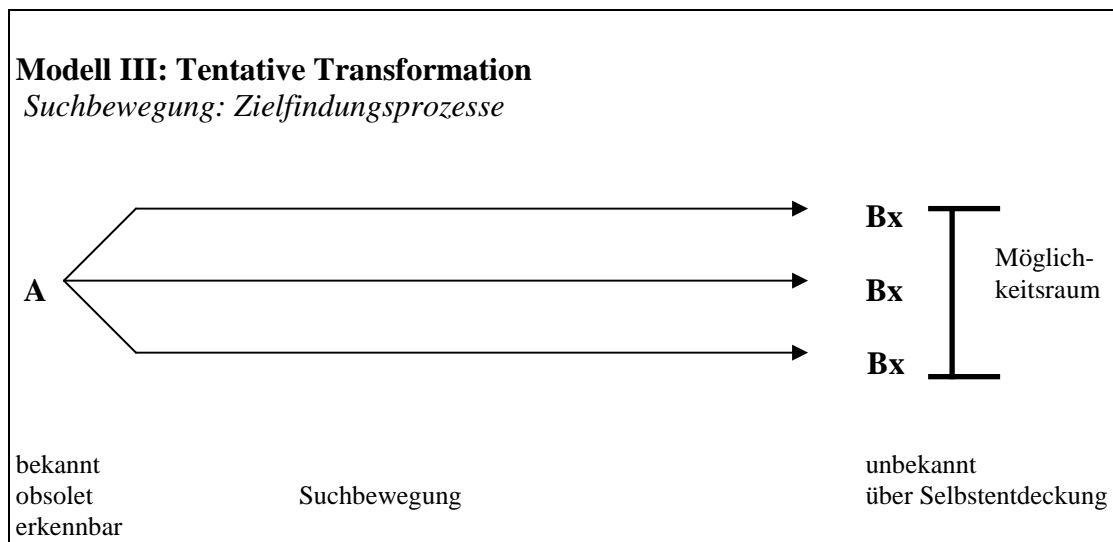 Modell III: Tentative Transformation
Suchbewegung: Zielfindungsprozesse
Bx
Möglich-
A
Bx
keitsraum
Bx
bekannt
unbekannt
obsolet
Suchbewegung
über Selbstentdeckung
erkennbar